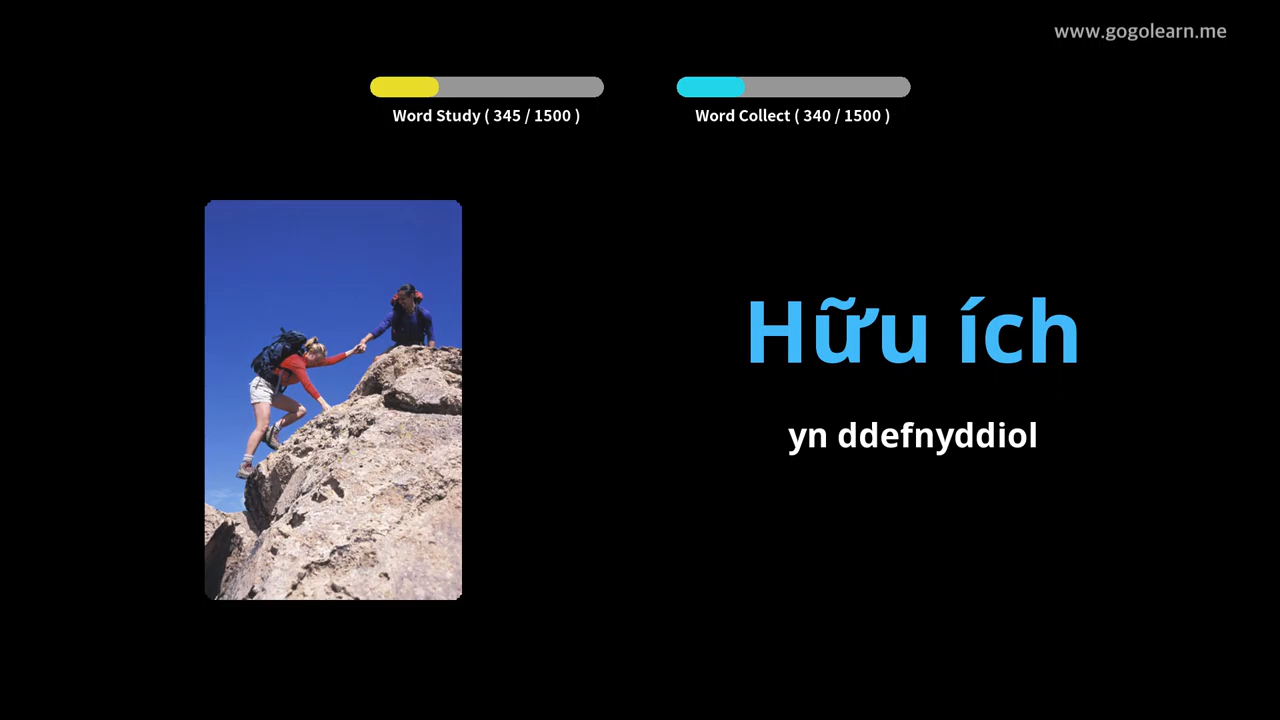 www.gogolearn.me
Word Study ( 345 / 1500 )
Word Collect ( 340 / 1500 )
Hữu ích
yn ddefnyddiol